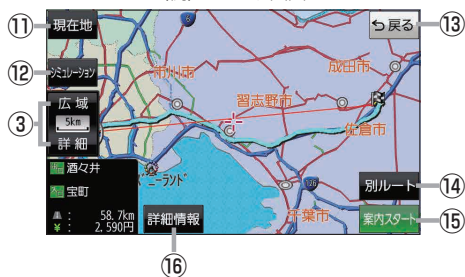 ⑪
現在地
戻る
⑬
⑫
シミュレーション
市川市
成田市
③
広域
5km
詳細
習志野市
佐倉市
酒々井
宝町
ニーランド
千葉市
別ルート
⑭
: 58.7km
¥ : 2.590円
詳細情報
案内スタート
⑮
⑯